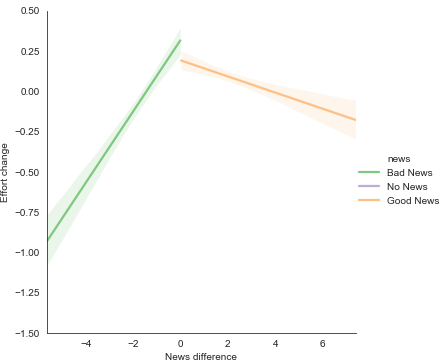 0.50
0.25
0.00
−0.25
−0.50
−0.75
−1.00
−1.25
−1.50
Effort change
−4
−2
0
2
4
6
News difference
news
Bad News
No News
Good News